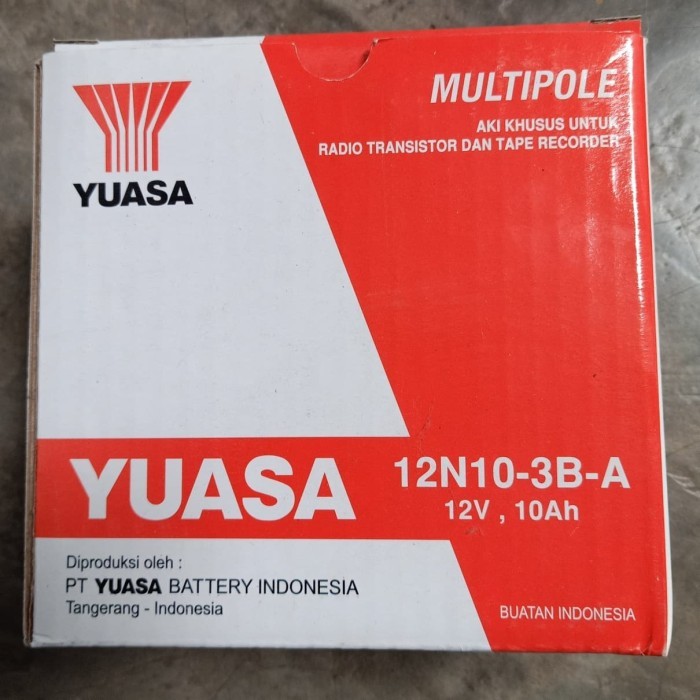 YUASA
MULTIPOLE
AKI KHUSUS UNTUK
RADIO TRANSISTOR DAN TAPE RECORDER
YUASA
12N10-3B-A
12V , 10Ah
Diproduksi oleh :
PT YUASA BATTERY INDONESIA
Tangerang - Indonesia
BUATAN INDONESIA